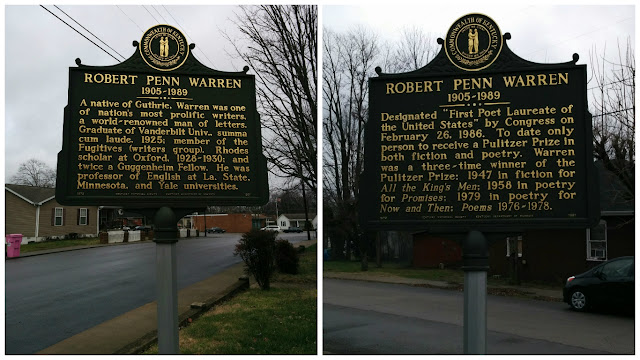 ROBERT PENN WARREN
1905-1989
A native of Guthrie, Warren was one
of nation's most prolific writers,
a world-renowned man of letters.
Graduate of Vanderbilt Univ., summa
cum laude, 1925; member of the
Fugitives (writers group). Rhodes
scholar at Oxford, 1928-1930; and
twice a Guggenheim Fellow. He was
professor of English at La. State,
Minnesota, and Yale universities.
COMMONWEALTH OF KENTUCKY
ROBERT PENN WARREN
1905-1989
Designated "First Poet Laureate of
the United States" by Congress on
February 26, 1986. To date only
person to receive a Pulitzer Prize in
both fiction and poetry. Warren
was a three-time winner of the
Pulitzer Prize: 1947 in fiction for
All the King's Men; 1958 in poetry
for Promises; 1979 in poetry for
Now and Then: Poems 1976-1978.